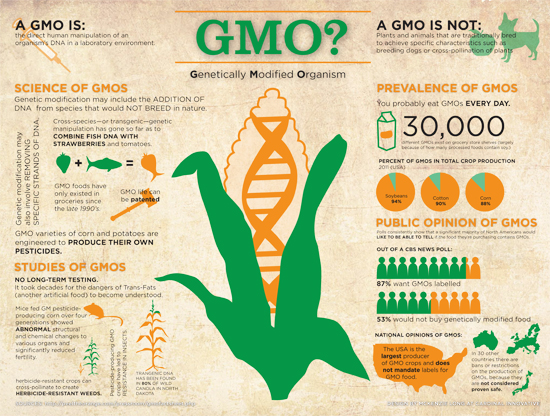 A GMO IS:
the direct human manipulation of an
organism's DNA in a laboratory environment.
GMO?
Genetically Modified Organism
A GMO IS NOT:
Plants and animals that are traditionally bred
to achieve specific characteristics such as
breeding dogs or cross-pollination of plants.
SCIENCE OF GMOS
Genetic modification may include the ADDITION OF
DNA from species that would NOT BREED in nature.
Genetic modification may
also involve REMOVING
SPECIFIC STRANDS OF DNA.
Cross-species—or transgenic—genetic
manipulation has gone so far as to
COMBINE FISH DNA WITH
STRAWBERRIES and tomatoes.
+
=
GMO foods have
only existed in
groceries since
the late 1990's.
GMO life can
be patented
GMO varieties of corn and potatoes are
engineered to PRODUCE THEIR OWN
PESTICIDES.
STUDIES OF GMOS
NO LONG-TERM TESTING.
It took decades for the dangers of Trans-Fats
(another artificial food) to become understood.
Mice fed GM pesticide-
producing corn over four
generations showed
ABNORMAL structural
and chemical changes to
various organs and
significantly reduced
fertility.
herbicide-resistant crops can
cross-pollinate to create
HERBICIDE-RESISTANT WEEDS.
Pesticide-producing GMO
RESISTANCE IN INSECTS.
TRANSGENIC DNA
HAS BEEN FOUND
IN 80% OF WILD
CANOLA IN NORTH
DAKOTA
PREVALENCE OF GMOS
You probably eat GMOs EVERY DAY.
30,000
different GMOs exist on grocery store shelves (largely
because of how many processed foods contain soy.)
PERCENT OF GMOS IN TOTAL CROP PRODUCTION
2011 (USA)
Soybeans
94%
Cotton
90%
Corn
88%
PUBLIC OPINION OF GMOS
Polls consistently show that a significant majority of North Americans would
LIKE TO BE ABLE TO TELL if the food they're purchasing contains GMOs.
OUT OF A CBS NEWS POLL:
87% want GMOs labelled
53% would not buy genetically modified food
NATIONAL OPINIONS OF GMOS:
The USA is the
largest producer
of GMO crops and does
not mandate labels for
GMO food.
In 30 other
countries there are
bans or restrictions
on the production of
GMOs, because they
are not considered
proven safe.